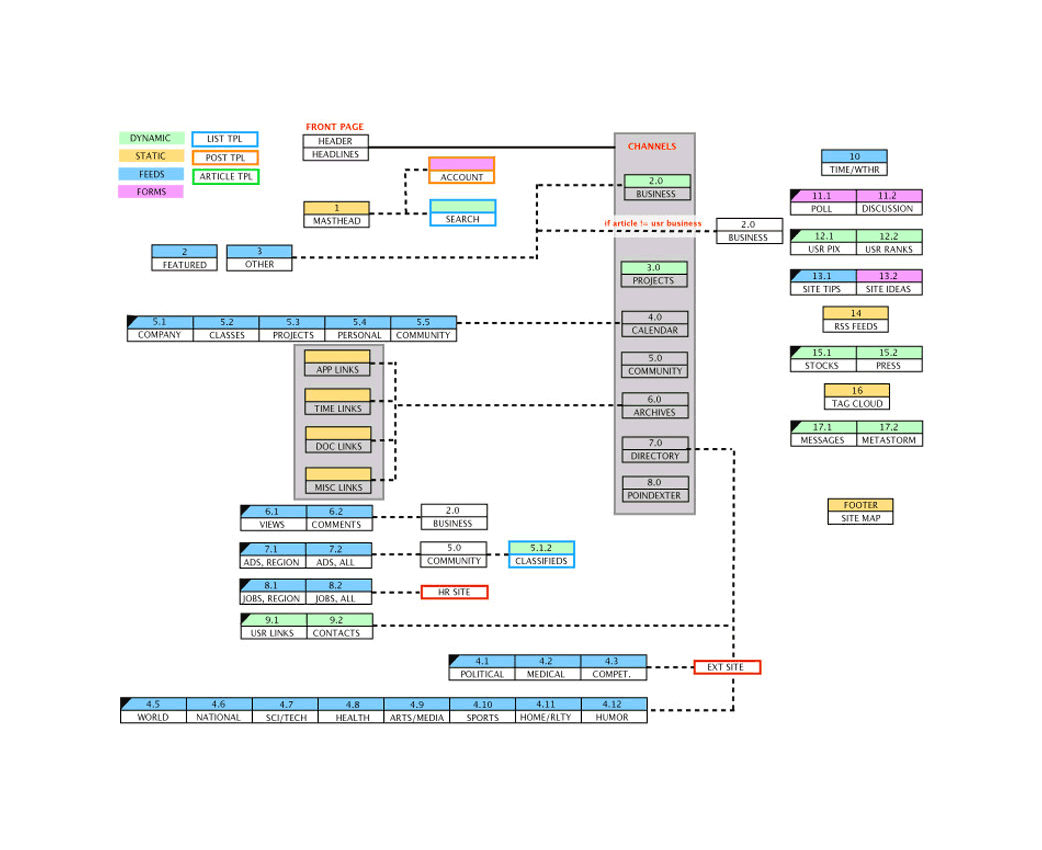 FRONT PAGE
DYNAMIC
LIST TPL
STATIC
POST TPL
FEEDS
ARTICLE TPL
FORMS
HEADER
HEADLINES
ACCOUNT
1
MASTHEAD
SEARCH
2
FEATURED
3
OTHER
CHANNELS
2.0
BUSINESS
if article != usr business
2.0
BUSINESS
3.0
PROJECTS
4.0
CALENDAR
5.0
COMMUNITY
6.0
ARCHIVES
7.0
DIRECTORY
8.0
POINDEXTER
5.1 5.2 5.3 5.4 5.5
COMPANY CLASSES PROJECTS PERSONAL COMMUNITY
APP LINKS
TIME LINKS
DOC LINKS
MISC LINKS
6.1 6.2
VIEWS COMMENTS
2.0
BUSINESS
7.1 7.2
ADS, REGION ADS, ALL
5.0
COMMUNITY
5.1.2
CLASSIFIEDS
8.1 8.2
JOBS, REGION JOBS, ALL
HR SITE
9.1 9.2
USR LINKS CONTACTS
4.1 4.2 4.3
POLITICAL MEDICAL COMPET.
EXT SITE
4.5 4.6 4.7 4.8 4.9 4.10 4.11 4.12
WORLD NATIONAL SCI/TECH HEALTH ARTS/MEDIA SPORTS HOME/RLTY HUMOR
10
TIME/WTHR
11.1 11.2
POLL DISCUSSION
12.1 12.2
USR PIX USR RANKS
13.1 13.2
SITE TIPS SITE IDEAS
14
RSS FEEDS
15.1 15.2
STOCKS PRESS
16
TAG CLOUD
17.1 17.2
MESSAGES METASTORM
FOOTER
SITE MAP